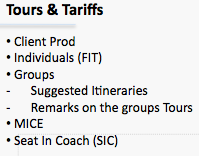 Tours & Tariffs
• Client Prod
• Individuals (FIT)
• Groups
- Suggested Itineraries
- Remarks on the groups Tours
• MICE
• Seat In Coach (SIC)